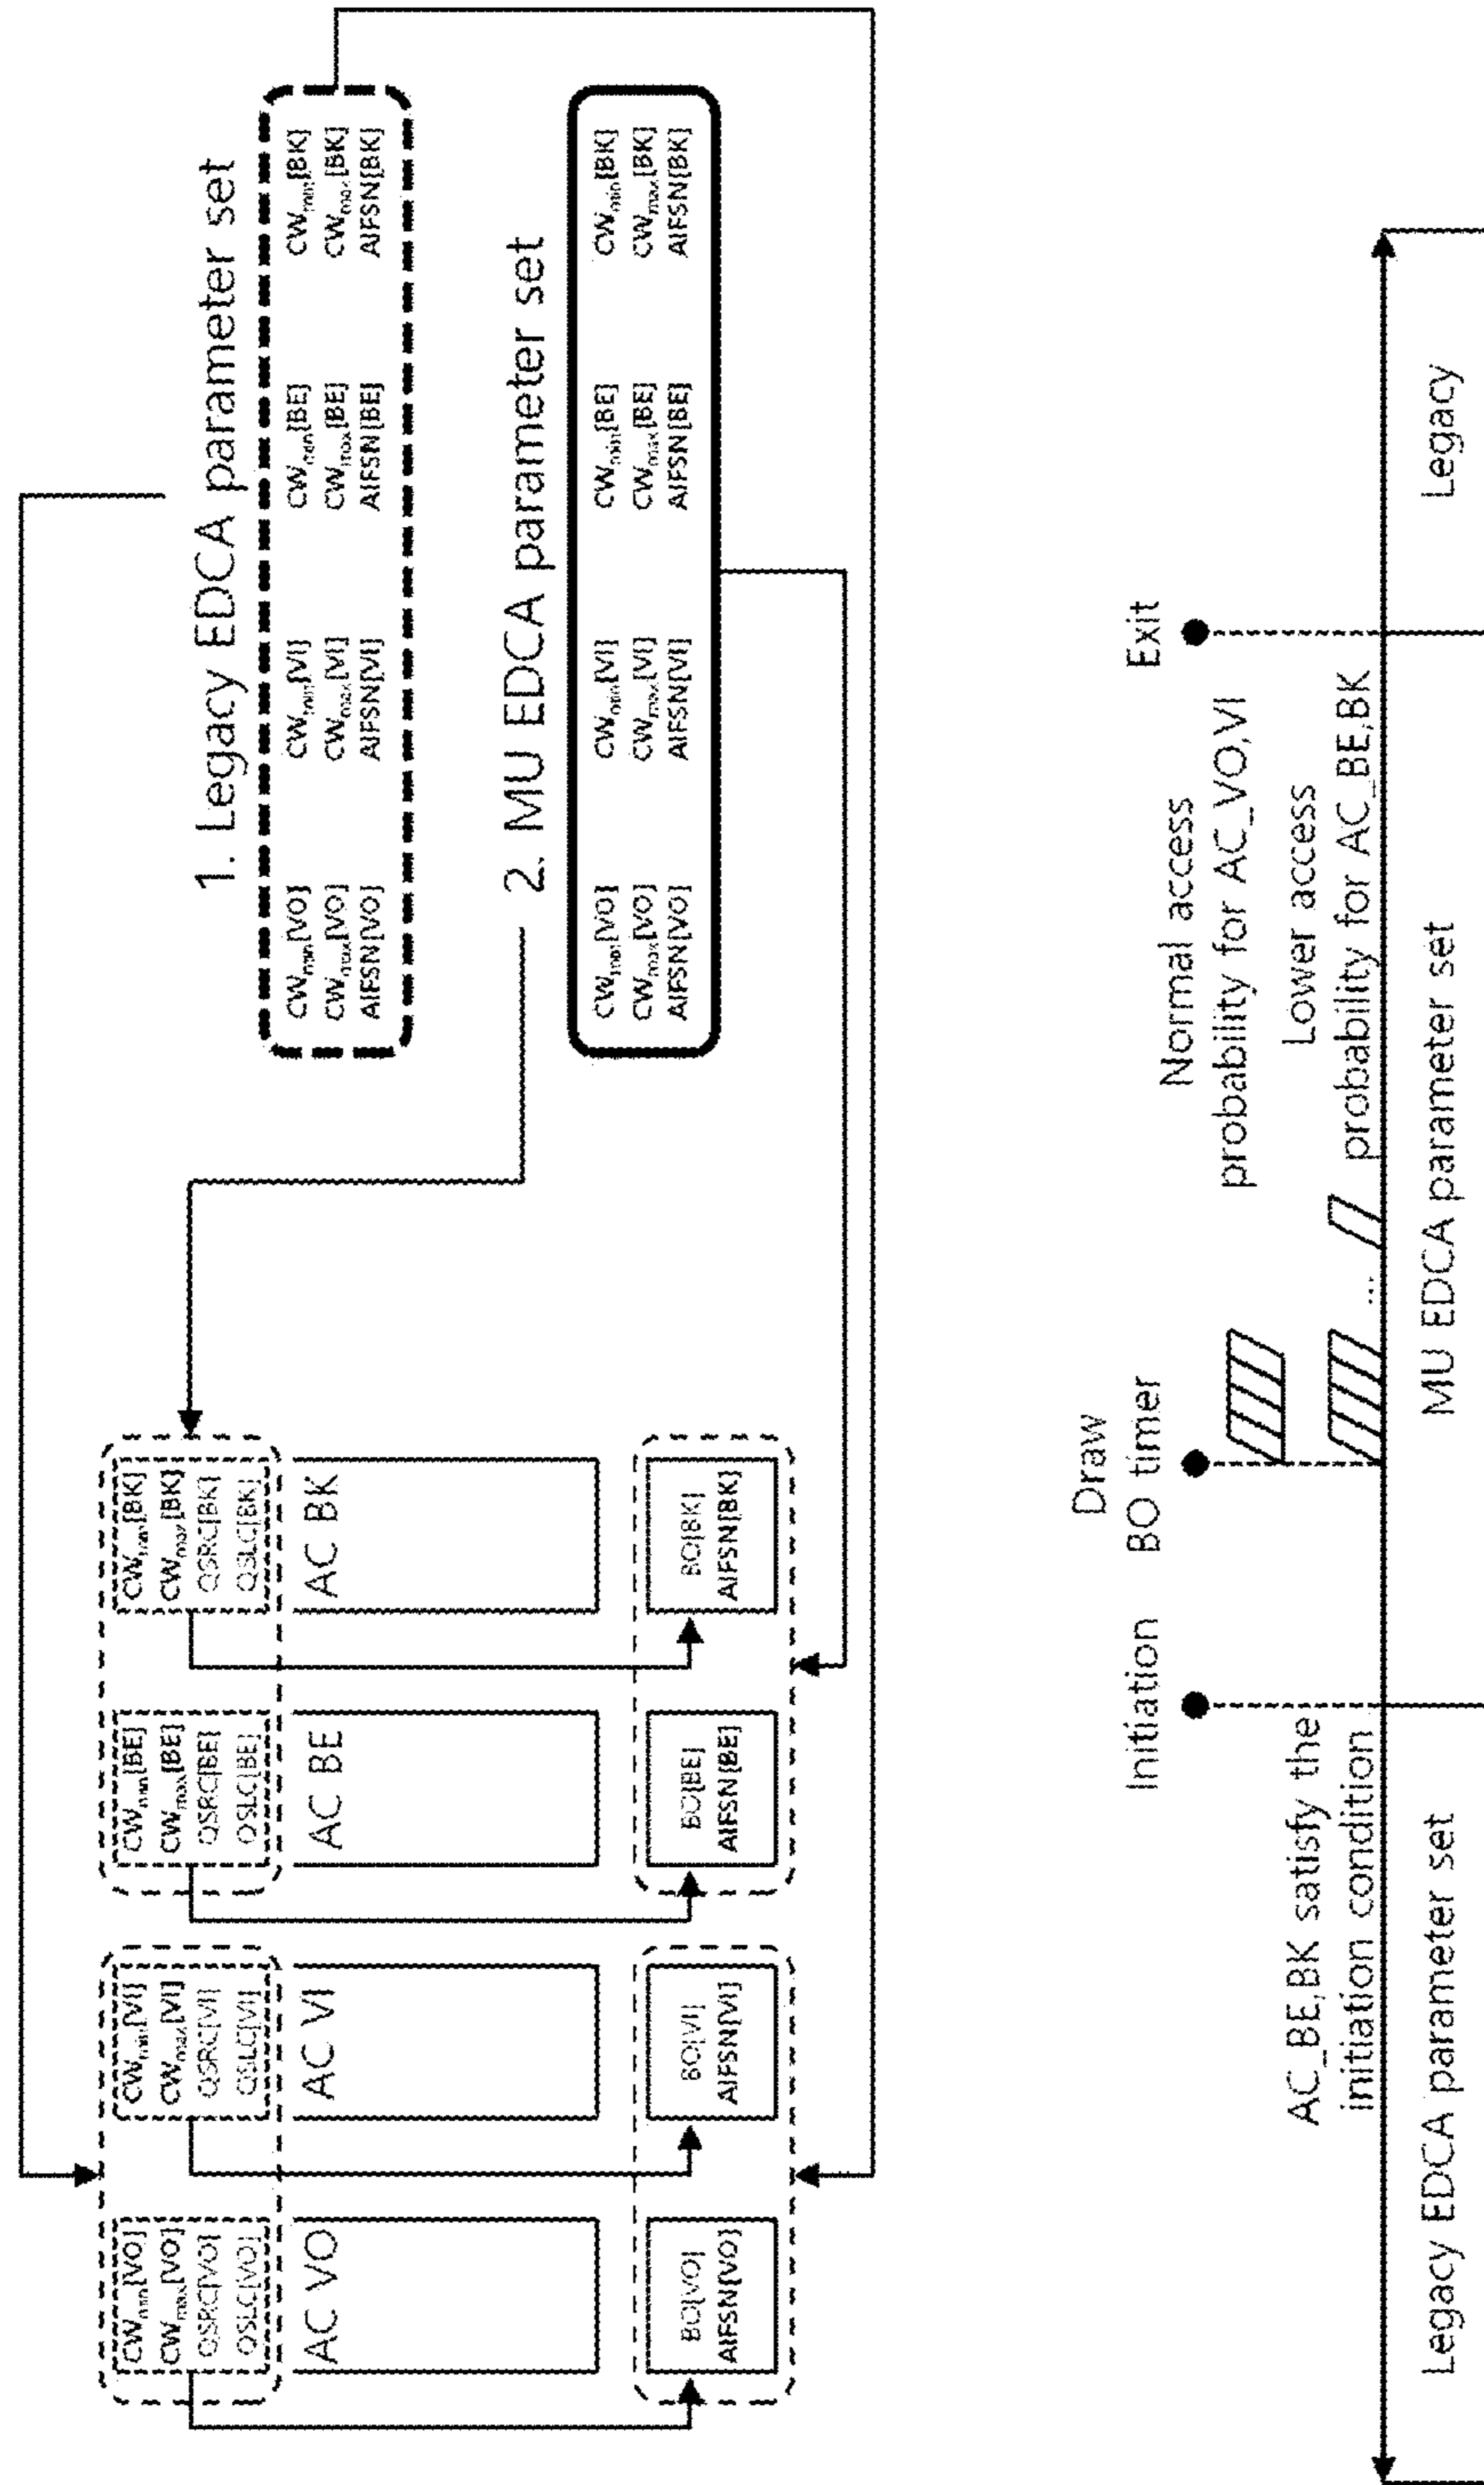 1. Legacy EDCA parameter set
CWmin[VO] CWmin[VI] CWmin[BE] CWmin[BK]
CWmax[VO] CWmax[VI] CWmax[BE] CWmax[BK]
AIFSN[VO] AIFSN[VI] AIFSN[BE] AIFSN[BK]
2. MU EDCA parameter set
CWmin[VO] CWmin[VI] CWmin[BE] CWmin[BK]
CWmax[VO] CWmax[VI] CWmax[BE] CWmax[BK]
AIFSN[VO] AIFSN[VI] AIFSN[BE] AIFSN[BK]
CWmin[VO] CWmin[VI] CWmin[BE] CWmin[BK]
CWmax[VO] CWmax[VI] CWmax[BE] CWmax[BK]
QSRC[VO] QSRC[VI] QSRC[BE] QSRC[BK]
QSLC[VO] QSLC[VI] QSLC[BE] QSLC[BK]
AC VO AC VI AC BE AC BK
BO[VO] BO[VI] BO[BE] BO[BK]
AIFSN[VO] AIFSN[VI] AIFSN[BE] AIFSN[BK]
Initiation
AC_BE,BK satisfy the
initiation condition
Draw
BO timer
...
Normal access
probability for AC_VO,VI
Lower access
probability for AC_BE,BK
Exit
Legacy EDCA parameter set
MU EDCA parameter set
Legacy